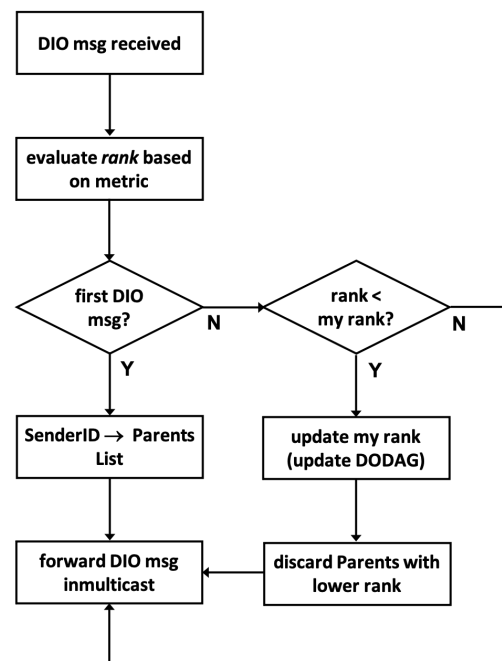 DIO msg received
evaluate rank based
on metric
first DIO
msg?
N
rank <
my rank?
N
Y
Y
SenderID → Parents
List
update my rank
(update DODAG)
forward DIO msg
inmulticast
discard Parents with
lower rank